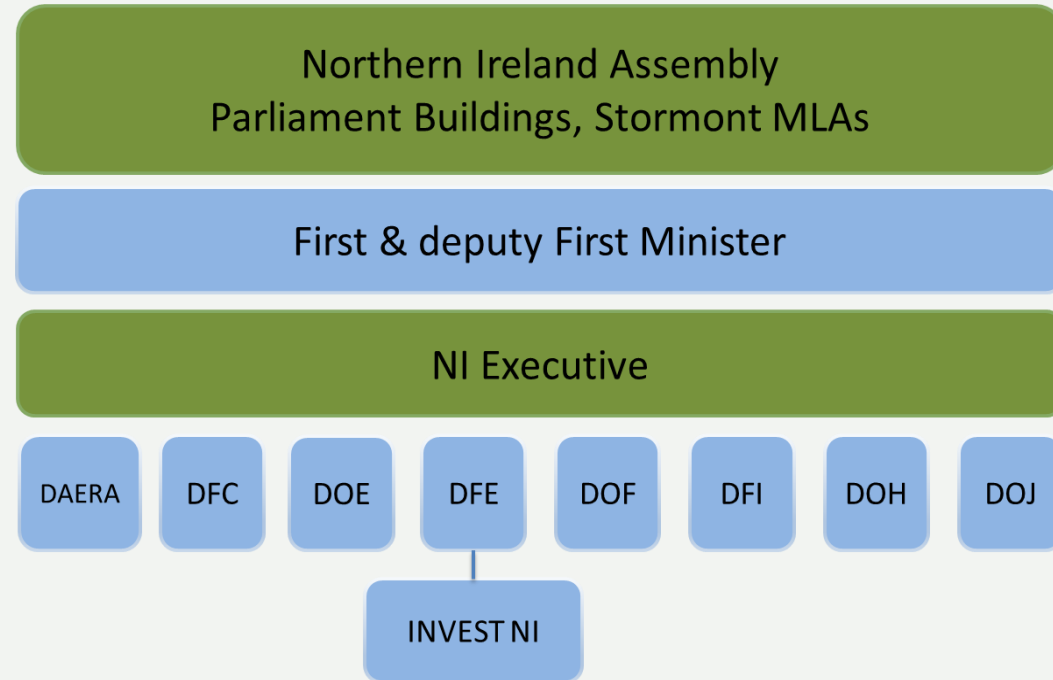 Northern Ireland Assembly
Parliament Buildings, Stormont MLAs
First & deputy First Minister
NI Executive
DAERA
DFC
DOE
DFE
DOF
DFI
DOH
DOJ
INVEST NI